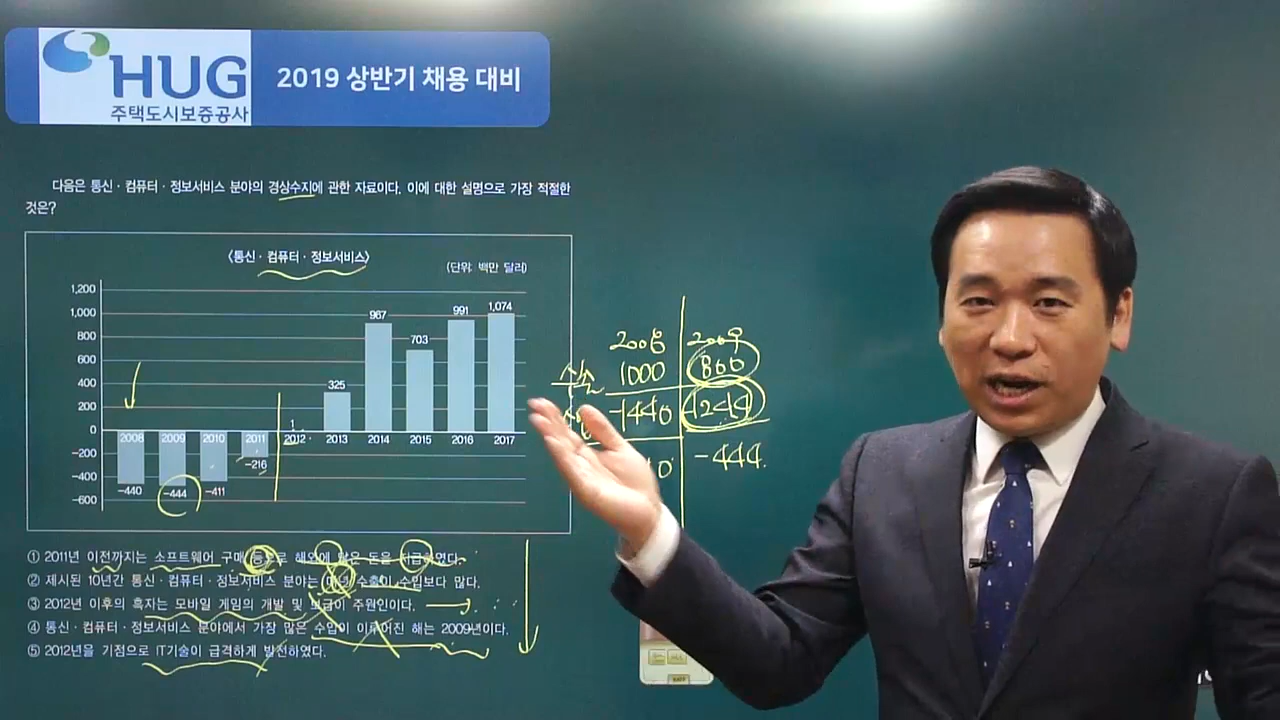 HUG
주택도시보증공사
2019 상반기 채용 대비
다음은 통신·컴퓨터·정보서비스 분야의 경상수지에 관한 자료이다. 이에 대한 설명으로 가장 적절한
것은?
〈통신·컴퓨터·정보서비스〉
(단위: 백만 달러)
1,200
1,000
800
600
400
200
0
-200
-400
-600
2008 2009 2010 2011 2012 2013 2014 2015 2016 2017
-440 -444 -411 -216 325 967 703 991 1,074
① 2011년 이전까지는 소프트웨어 구매 등으로 해외에 많은 돈을 지급하였다.
② 제시된 10년간 통신·컴퓨터·정보서비스 분야는 매년 수출이 수입보다 많다.
③ 2012년 이후의 흑자는 모바일 게임의 개발 및 보급이 주원인이다.
④ 통신·컴퓨터·정보서비스 분야에서 가장 많은 수입이 이루어진 해는 2009년이다.
⑤ 2012년을 기점으로 IT기술이 급격하게 발전하였다.
2008 2009
1000 800
-1440 -1244
-444.